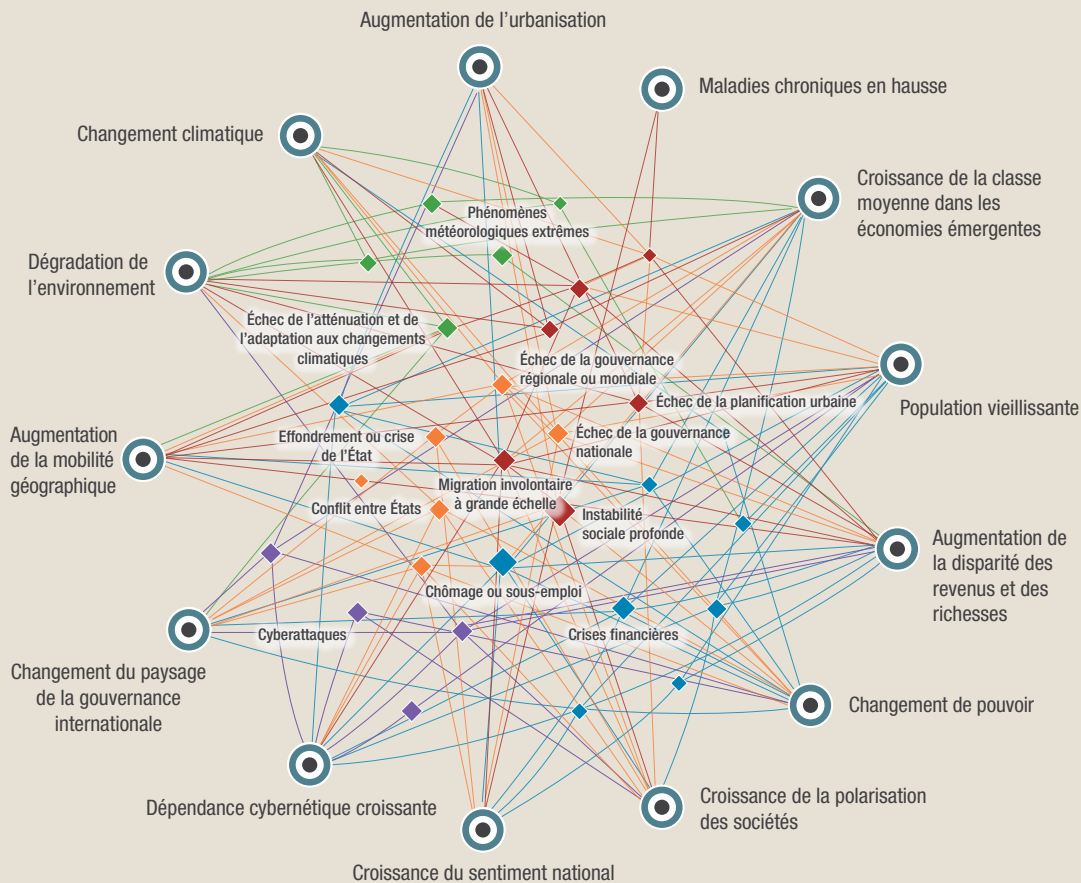 Augmentation de l’urbanisation
Maladies chroniques en hausse
Changement climatique
Croissance de la classe
moyenne dans les
économies émergentes
Phénomènes
météorologiques extrêmes
Dégradation de
l’environnement
Échec de l’atténuation et de
l’adaptation aux changements
climatiques
Échec de la gouvernance
régionale ou mondiale
Échec de la planification urbaine
Population vieillissante
Augmentation
de la mobilité
géographique
Effondrement ou crise
de l’État
Échec de la gouvernance
nationale
Migration involontaire
à grande échelle
Conflit entre États
Instabilité
sociale profonde
Augmentation de
la disparité des
revenus et des
richesses
Chômage ou sous-emploi
Cyberattaques
Crises financières
Changement du paysage
de la gouvernance
internationale
Changement de pouvoir
Dépendance cybernétique croissante
Croissance de la polarisation
des sociétés
Croissance du sentiment national